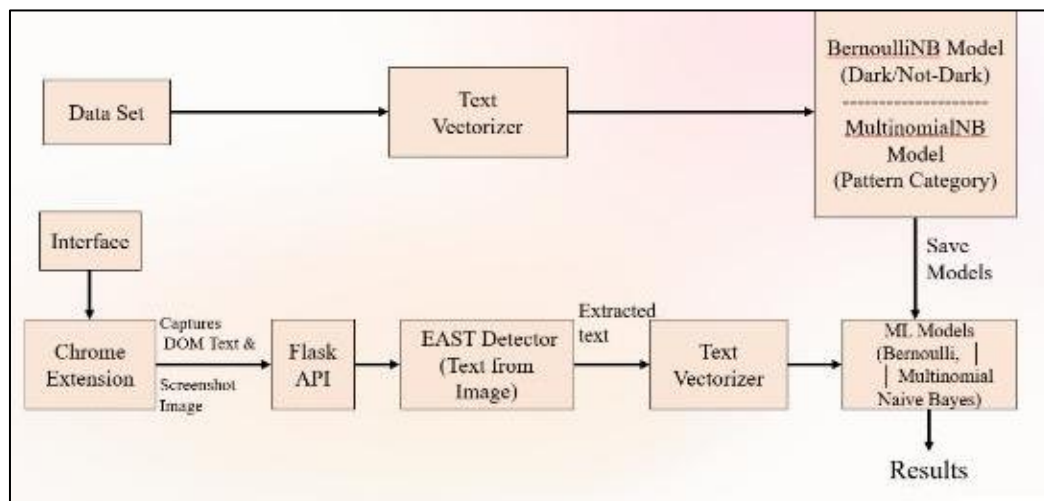 BernoulliNB Model
(Dark/Not-Dark)
--------------------
MultinomialNB
Model
(Pattern Category)
Data Set
Text
Vectorizer
Interface
Save
Models
Chrome
Extension
Captures
DOM Text &
Screenshot
Image
Flask
API
EAST Detector
(Text from
Image)
Extracted
text
Text
Vectorizer
ML Models
(Bernoulli, |
| Multinomial
Naive Bayes)
Results